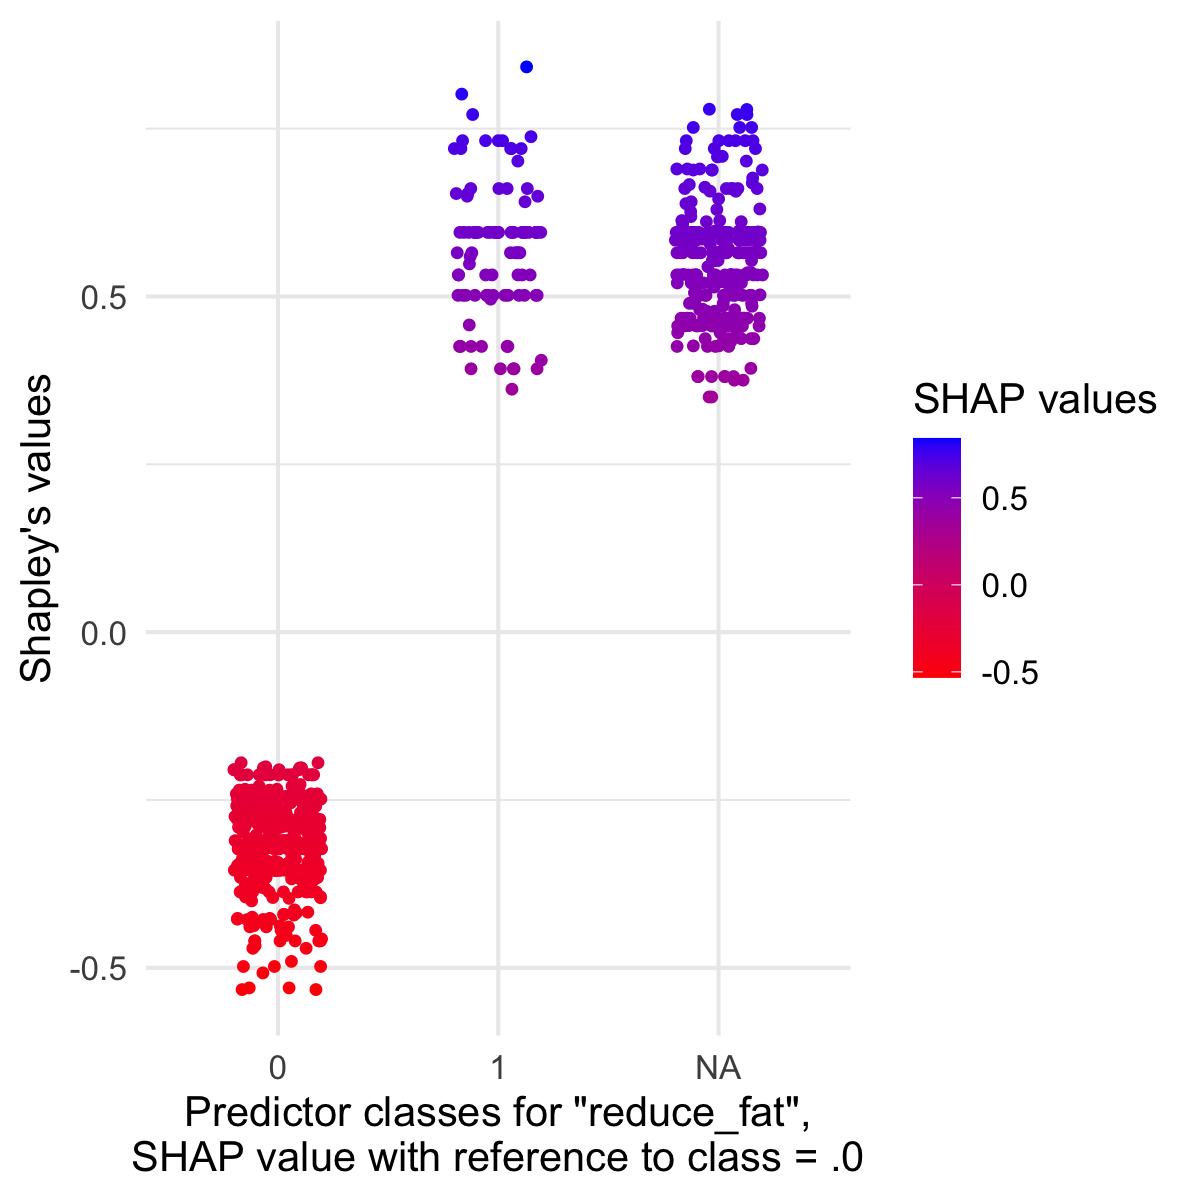 0.5
0.0
-0.5
Shapley's values
0
1
NA
Predictor classes for "reduce_fat",
SHAP value with reference to class = .0
SHAP values
0.5
0.0
-0.5